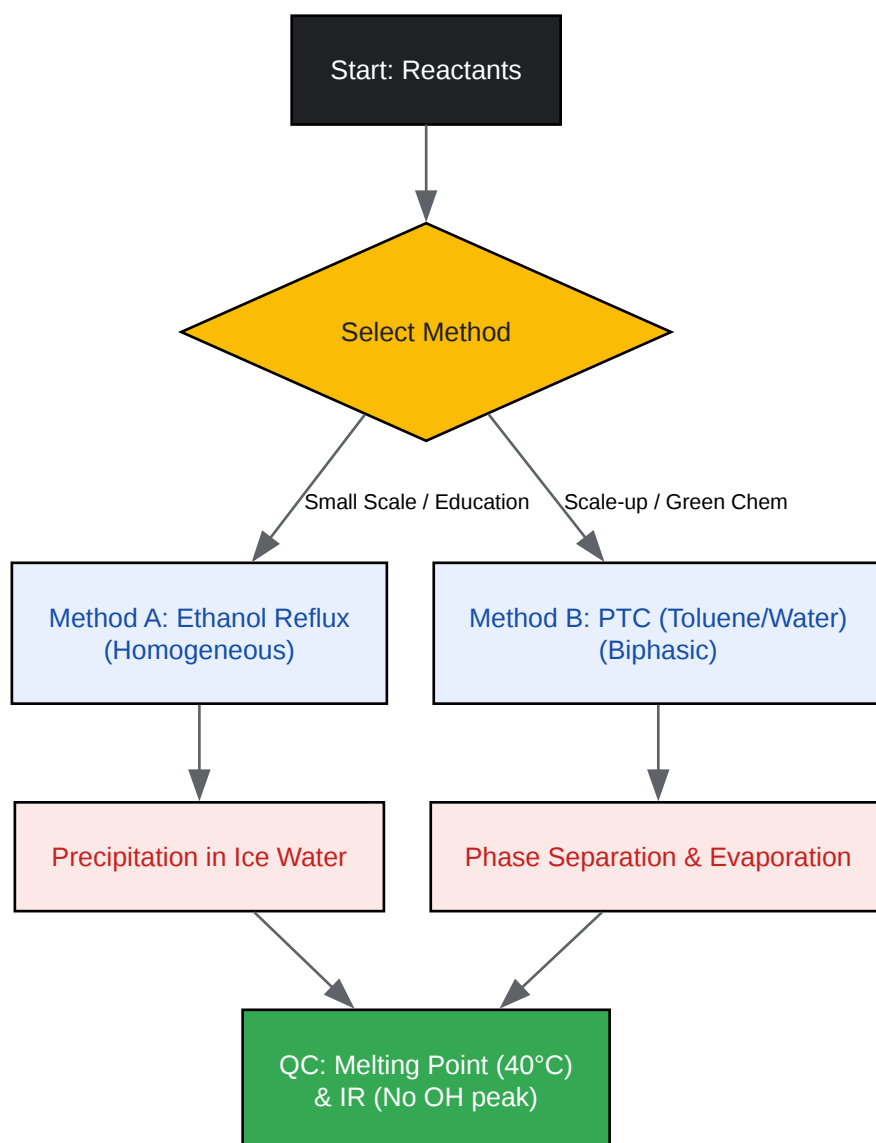 Start: Reactants
Select Method
Small Scale / Education
Scale-up / Green Chem
Method A: Ethanol Reflux
(Homogeneous)
Method B: PTC (Toluene/Water)
(Biphasic)
Precipitation in Ice Water
Phase Separation & Evaporation
QC: Melting Point (40°C)
& IR (No OH peak)